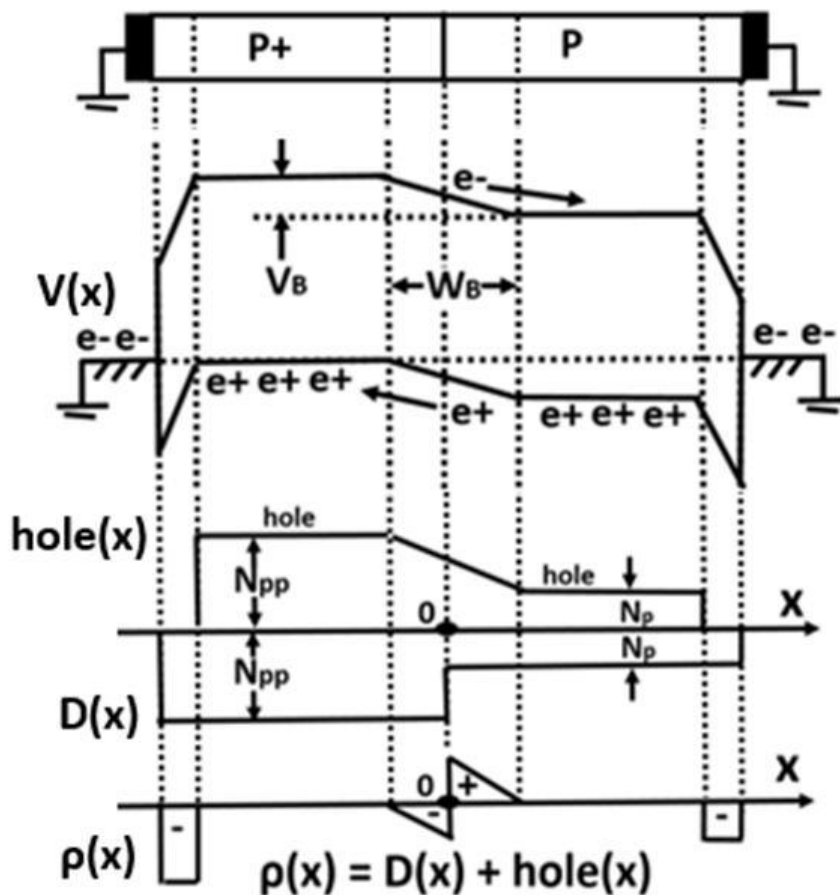 P+ P
e-
VB WB
V(x)
e- e- e- e-
e+ e+ e+ e+ e+ e+ e+
hole(x) hole
Npp hole
0 Np X
Npp Np
D(x)
0 + X
- - -
ρ(x) ρ(x) = D(x) + hole(x)